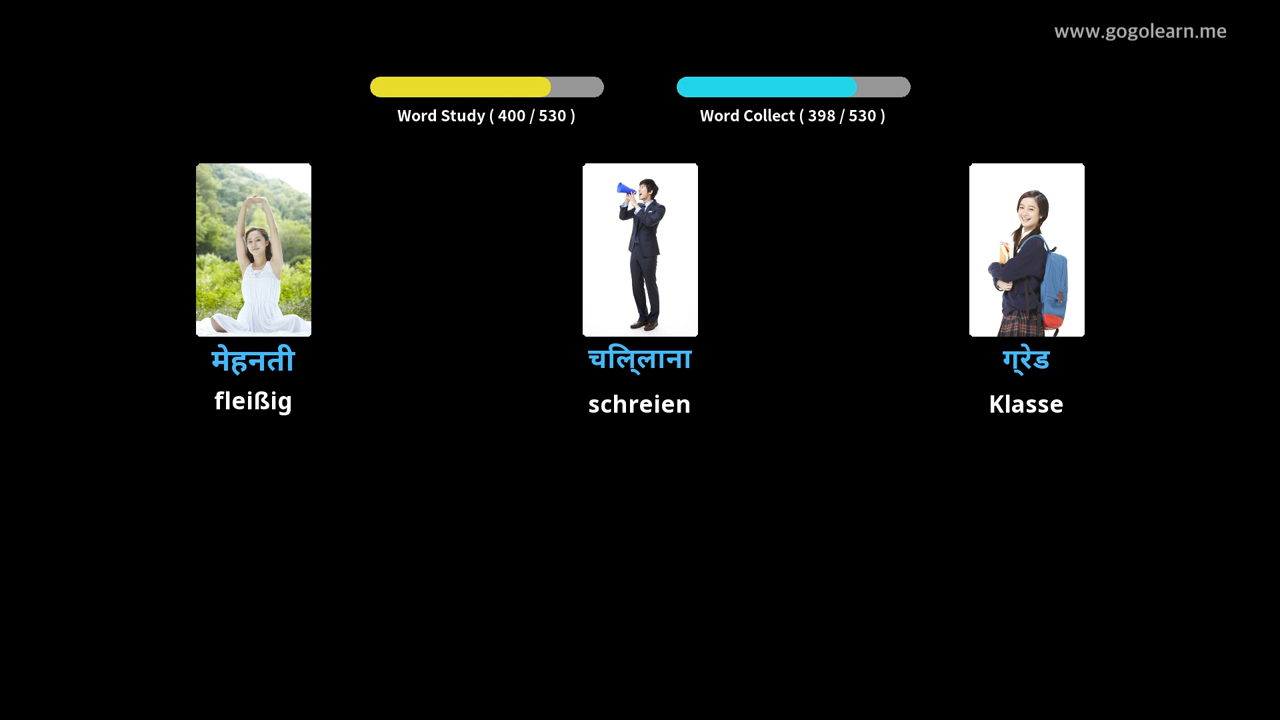 www.gogolearn.me
Word Study ( 400 / 530 )
Word Collect ( 398 / 530 )
मेहनती
चिल्लाना
ग्रेड
fleißig
schreien
Klasse